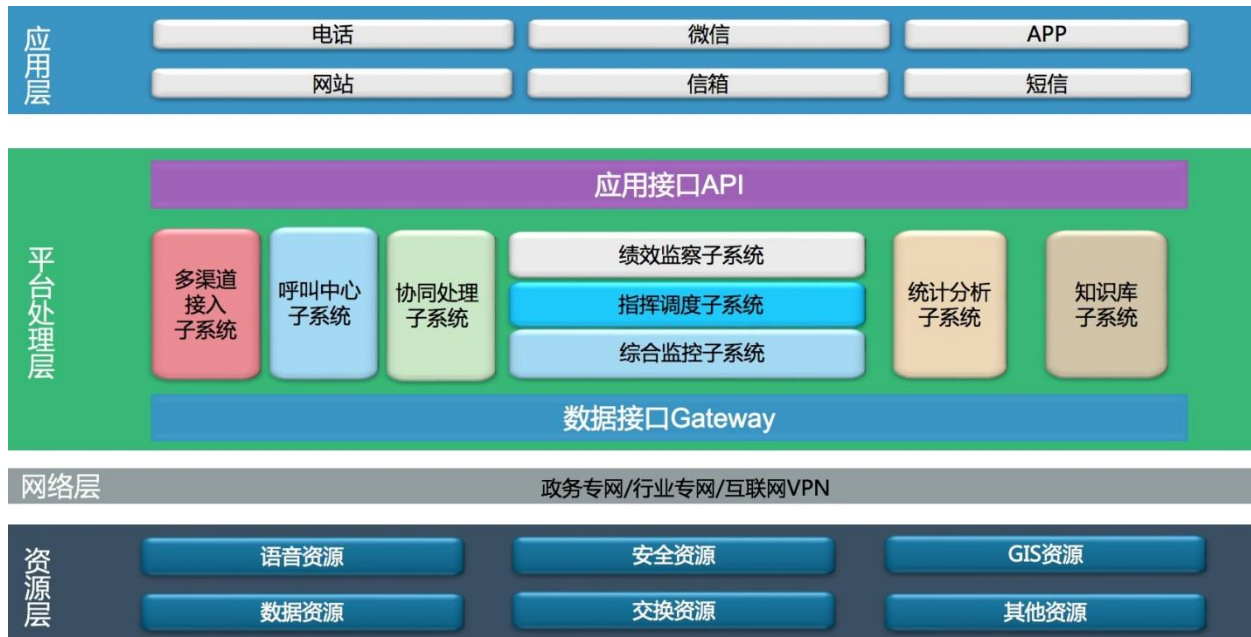 应用层
电话
微信
APP
网站
信箱
短信
平台处理层
应用接口API
多渠道
接入
子系统
呼叫中心
子系统
协同处理
子系统
绩效监察子系统
指挥调度子系统
综合监控子系统
统计分析
子系统
知识库
子系统
数据接口Gateway
网络层
政务专网/行业专网/互联网VPN
资源层
语音资源
安全资源
GIS资源
数据资源
交换资源
其他资源